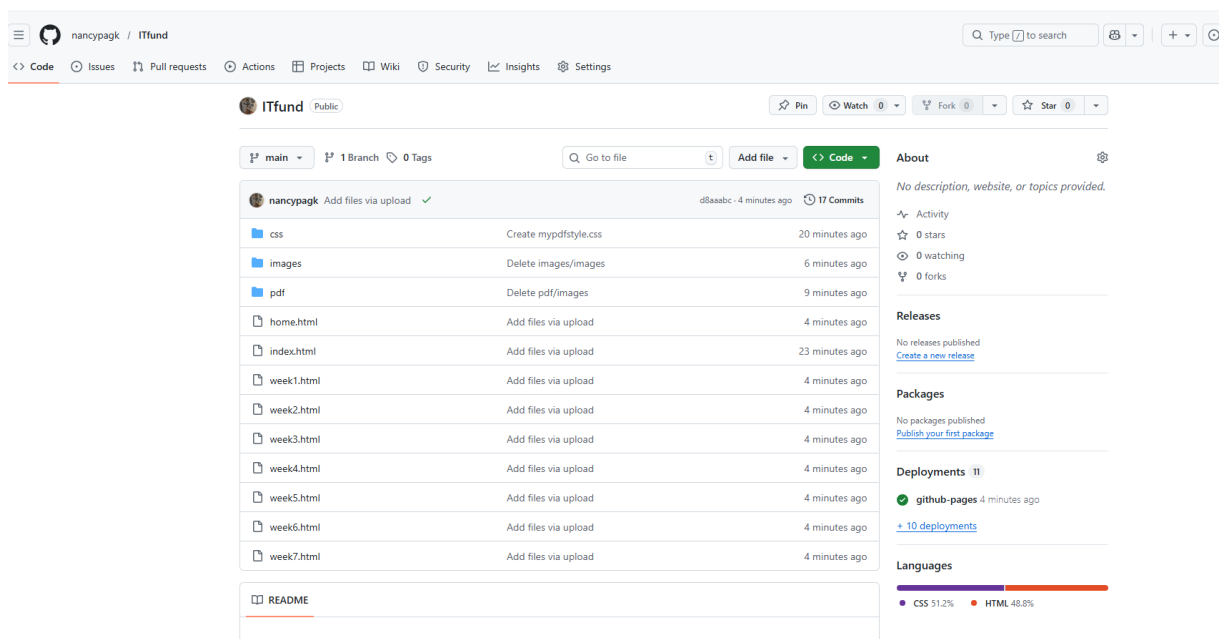 nancypagk / ITfund
Type / to search
Code Issues Pull requests Actions Projects Wiki Security Insights Settings
ITfund Public
Pin Watch 0 Fork 0 Star 0
main 1 Branch 0 Tags
Go to file t
Add file
Code
nancypagk Add files via upload d8aaabc · 4 minutes ago 17 Commits
css Create mypdfstyle.css 20 minutes ago
images Delete images/images 6 minutes ago
pdf Delete pdf/images 9 minutes ago
home.html Add files via upload 4 minutes ago
index.html Add files via upload 23 minutes ago
week1.html Add files via upload 4 minutes ago
week2.html Add files via upload 4 minutes ago
week3.html Add files via upload 4 minutes ago
week4.html Add files via upload 4 minutes ago
week5.html Add files via upload 4 minutes ago
week6.html Add files via upload 4 minutes ago
week7.html Add files via upload 4 minutes ago
README
About
No description, website, or topics provided.
Activity
0 stars
0 watching
0 forks
Releases
No releases published
Create a new release
Packages
No packages published
Publish your first package
Deployments 11
github-pages 4 minutes ago
+ 10 deployments
Languages
CSS 51.2% HTML 48.8%